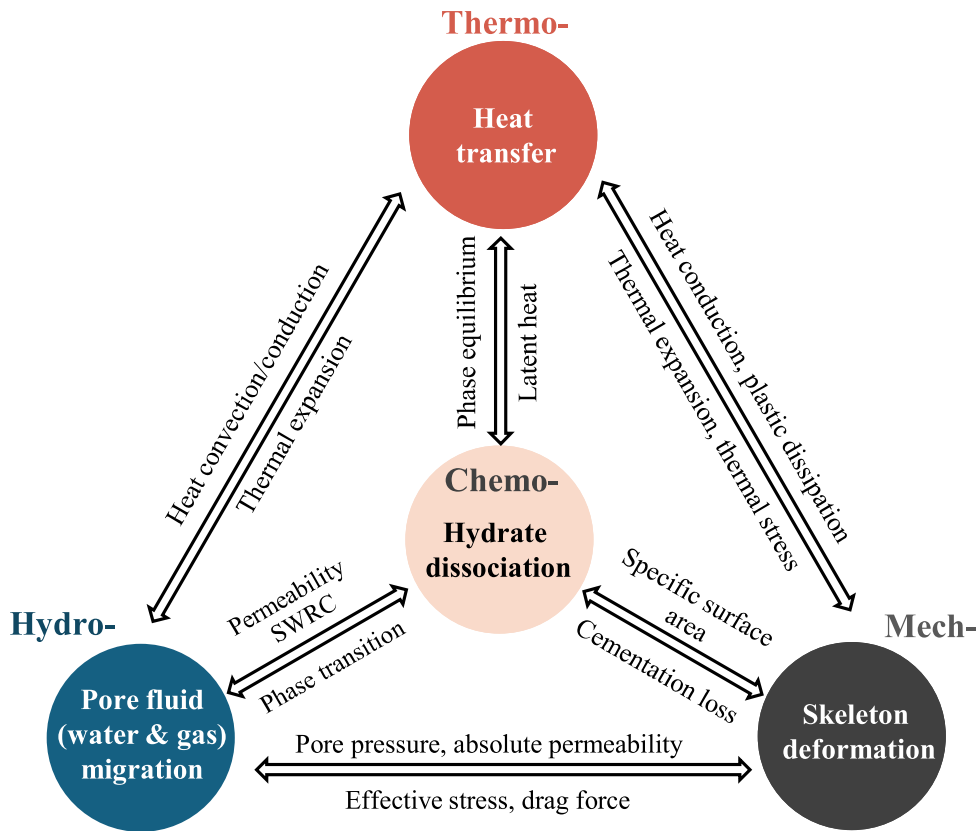 Thermo-
Heat
transfer
Heat convection/conduction
Thermal expansion
Phase equilibrium
Latent heat
Heat conduction, plastic dissipation
Thermal expansion, thermal stress
Chemo-
Hydrate
dissociation
Hydro-
Pore fluid
(water & gas)
migration
Permeability
SWRC
Phase transition
Specific surface
area
Cementation loss
Mech-
Skeleton
deformation
Pore pressure, absolute permeability
Effective stress, drag force